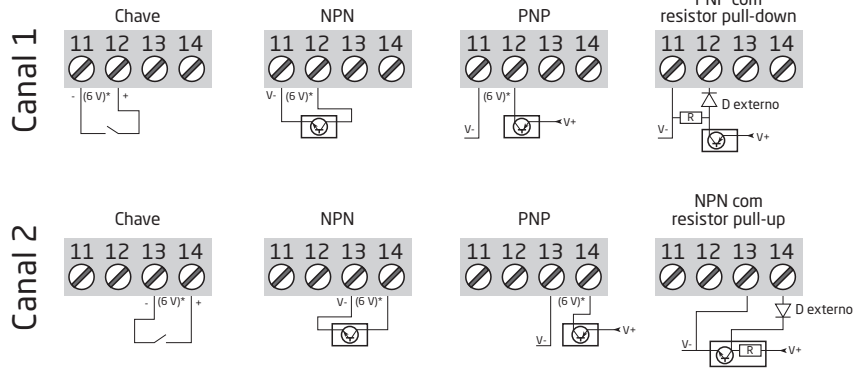 Canal 1
Chave
11 12 13 14
- (6 V)* +
NPN
11 12 13 14
V- (6 V)*
PNP
11 12 13 14
(6 V)*
V-
V+
PNP com
resistor pull-down
11 12 13 14
D externo
R
V-
V+
Canal 2
Chave
11 12 13 14
- (6 V)* +
NPN
11 12 13 14
V- (6 V)*
PNP
11 12 13 14
(6 V)*
V-
V+
NPN com
resistor pull-up
11 12 13 14
D externo
V-
R
V+